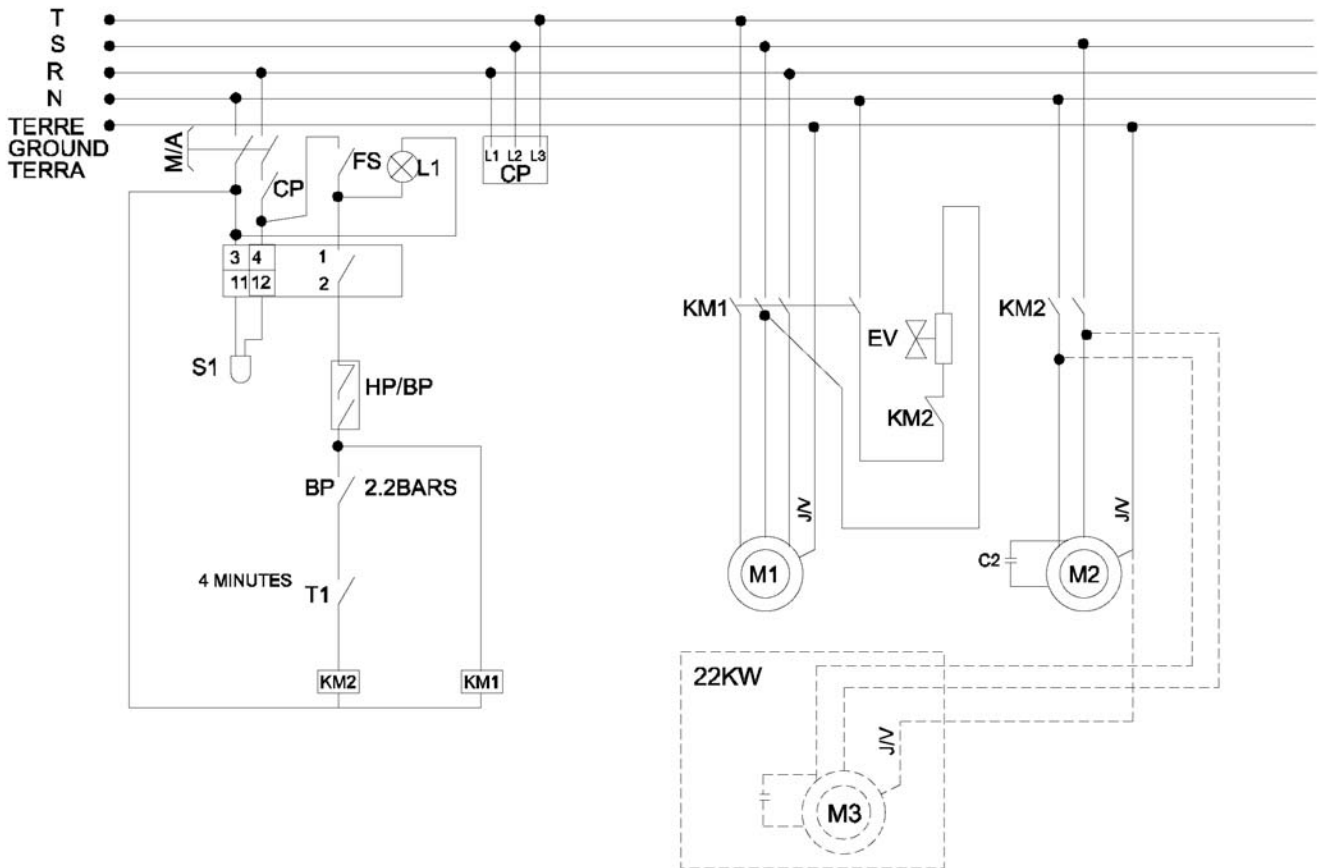 T
S
R
N
TERRE
GROUND
TERRA
M/A
CP
FS
L1
L1 L2 L3
CP
3 4 1
11 12 2
S1
HP/BP
BP 2.2BARS
4 MINUTES
T1
KM2
KM1
KM1
EV
KM2
KM2
J/V
M1
C2
M2
J/V
22KW
J/V
M3